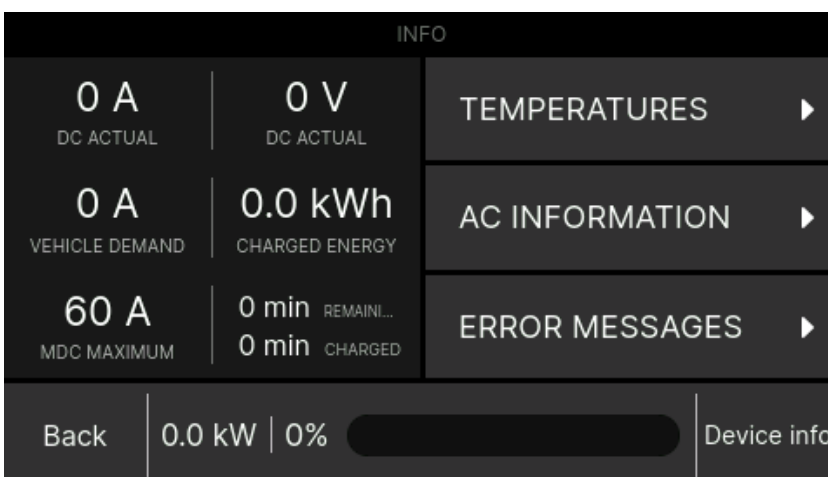 INFO
0 A
DC ACTUAL
0 V
DC ACTUAL
0 A
VEHICLE DEMAND
0.0 kWh
CHARGED ENERGY
60 A
MDC MAXIMUM
0 min REMAINI...
0 min CHARGED
TEMPERATURES
AC INFORMATION
ERROR MESSAGES
Back
0.0 kW
0%
Device info